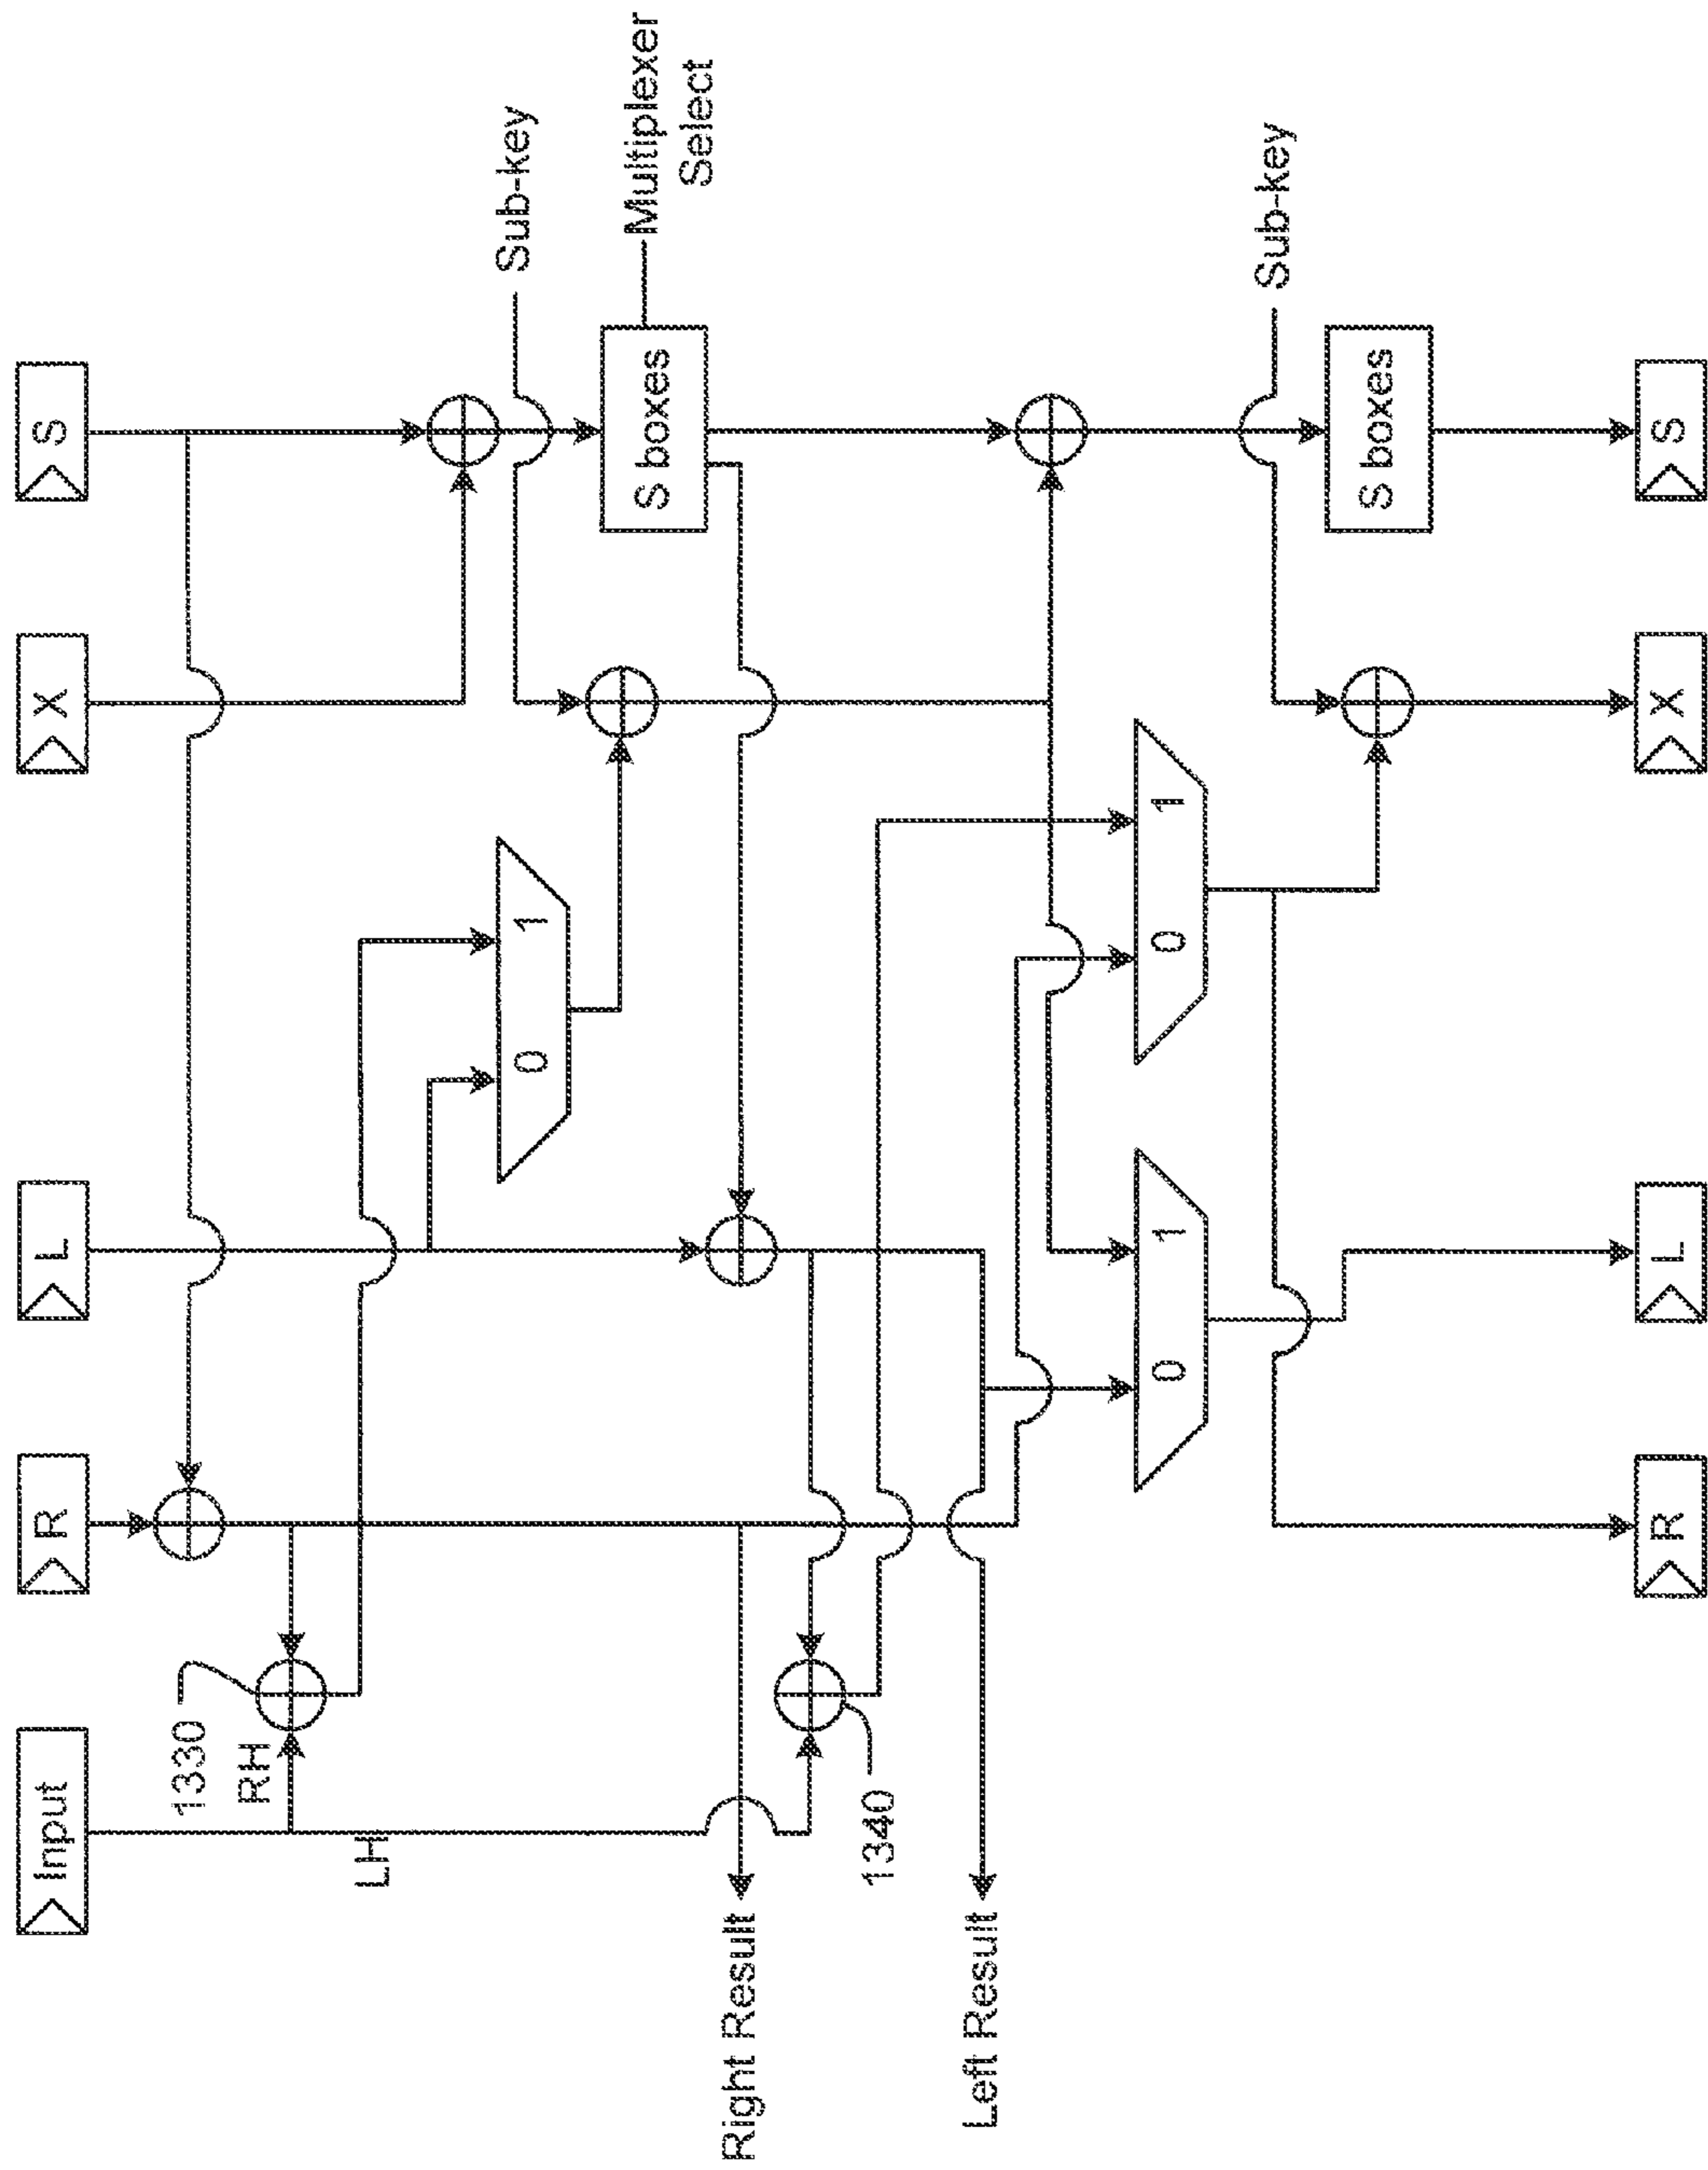 Input
R
L
X
S
1330
RH
LH
Sub-key
0 1
S boxes
Multiplexer
Select
Right Result
1340
Left Result
0 1
0 1
Sub-key
S boxes
R
L
X
S